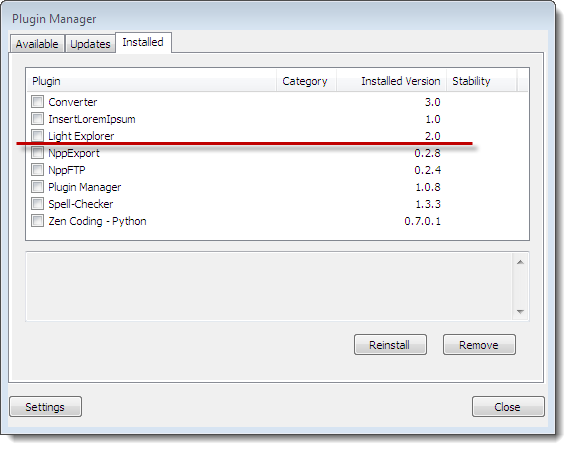 Plugin Manager
Available Updates Installed
Plugin Category Installed Version Stability
Converter 3.0
InsertLoremIpsum 1.0
Light Explorer 2.0
NppExport 0.2.8
NppFTP 0.2.4
Plugin Manager 1.0.8
Spell-Checker 1.3.3
Zen Coding - Python 0.7.0.1
Reinstall Remove
Settings Close